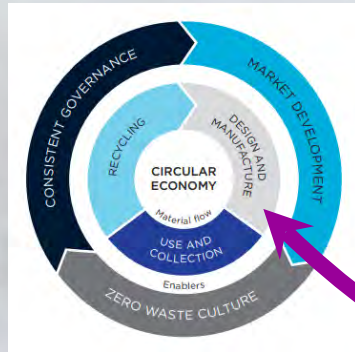 CONSISTENT GOVERNANCE
MARKET DEVELOPMENT
RECYCLING
DESIGN AND
MANUFACTURE
CIRCULAR
ECONOMY
Material flow
USE AND
COLLECTION
Enablers
ZERO WASTE CULTURE